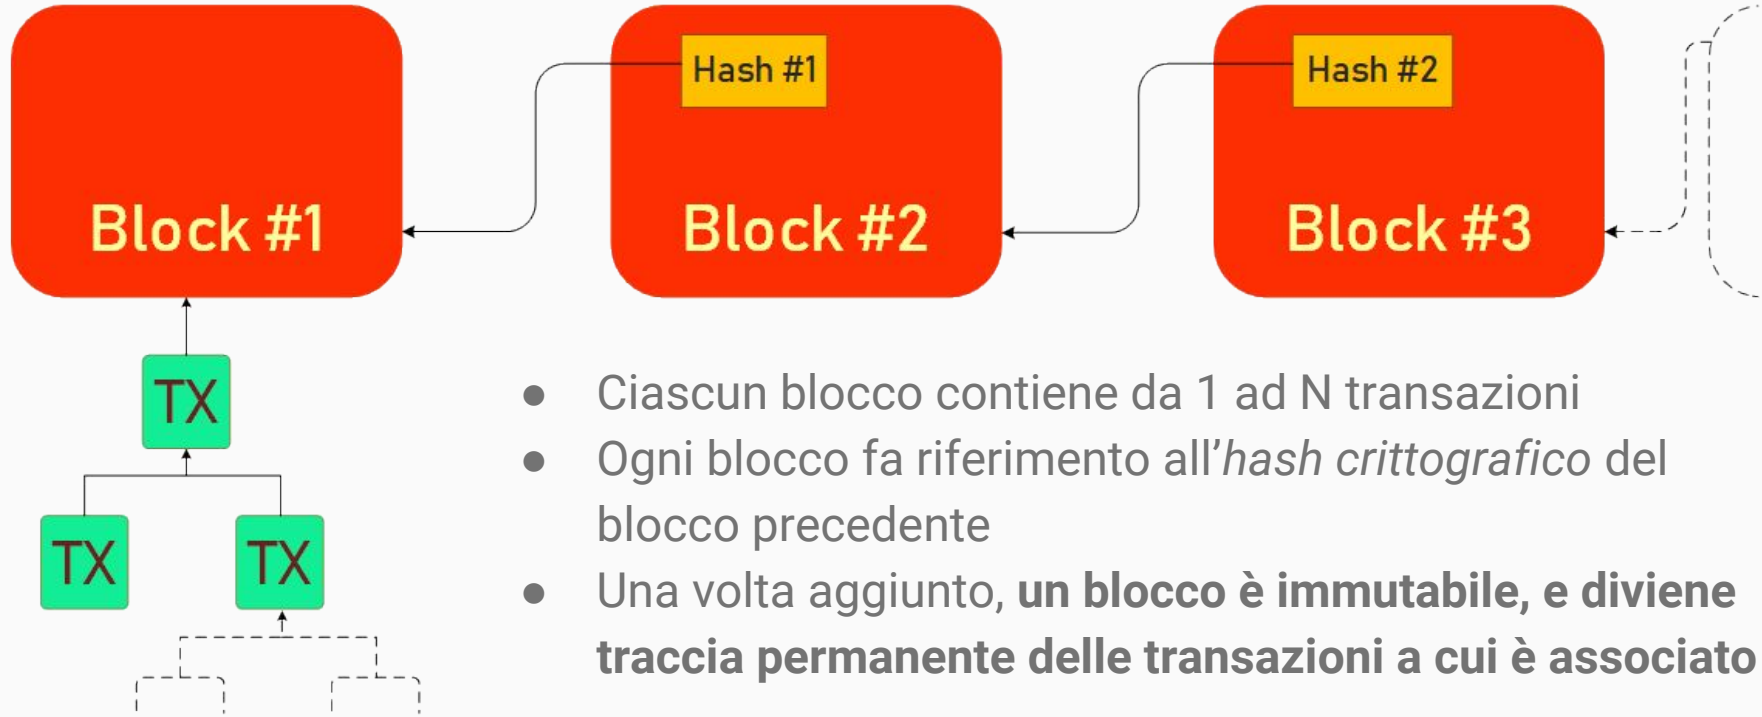 Hash #1
Hash #2
Block #1
Block #2
Block #3
TX
TX
TX
● Ciascun blocco contiene da 1 ad N transazioni
● Ogni blocco fa riferimento all’hash crittografico del
blocco precedente
● Una volta aggiunto, un blocco è immutabile, e diviene
traccia permanente delle transazioni a cui è associato